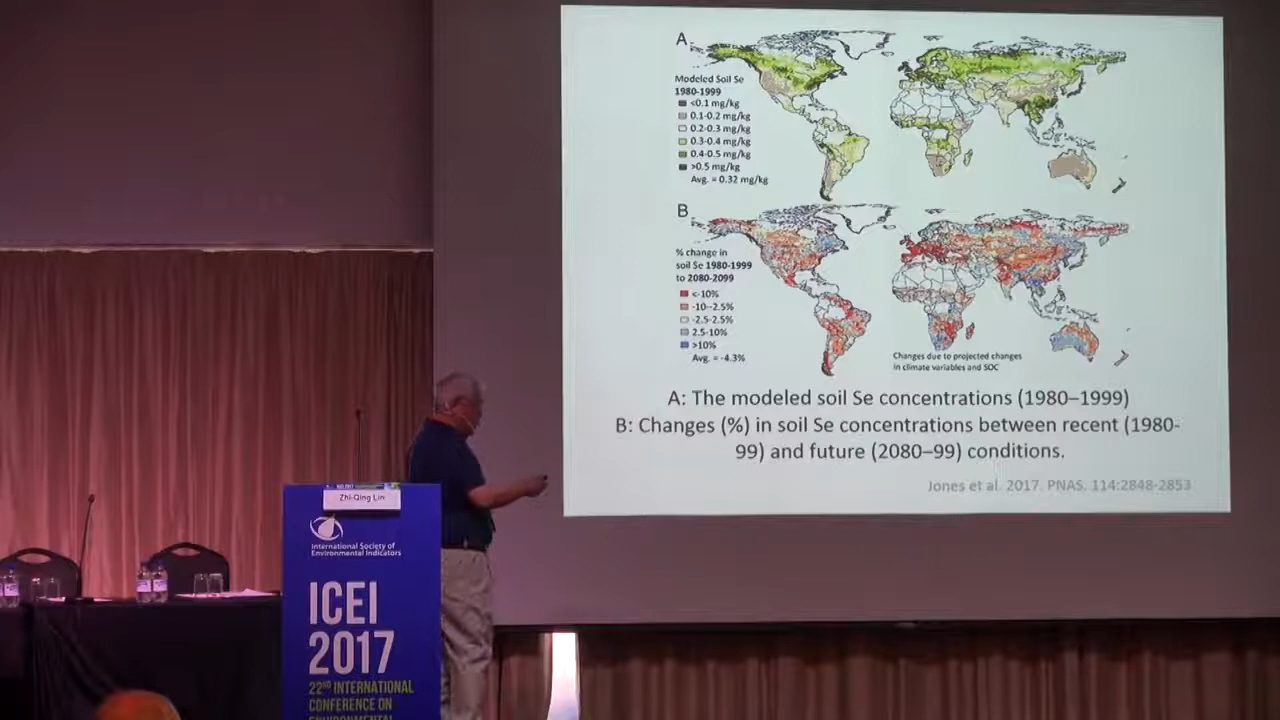 A
Modeled Soil Se
1980-1999
<0.1 mg/kg
0.1-0.2 mg/kg
0.2-0.3 mg/kg
0.3-0.4 mg/kg
0.4-0.5 mg/kg
>0.5 mg/kg
Avg. = 0.32 mg/kg
B
% change in
soil Se 1980-1999
to 2080-2099
<-10%
-10--2.5%
-2.5-2.5%
2.5-10%
>10%
Avg. = -4.3%
Changes due to projected changes
in climate variables and SOC
A: The modeled soil Se concentrations (1980–1999)
B: Changes (%) in soil Se concentrations between recent (1980-
99) and future (2080–99) conditions.
Jones et al. 2017. PNAS. 114:2848-2853
Zhi-Qing Lin
International Society of
Environmental Indicators
ICEI
2017
22ND INTERNATIONAL
CONFERENCE ON
ENVIRONMENTAL